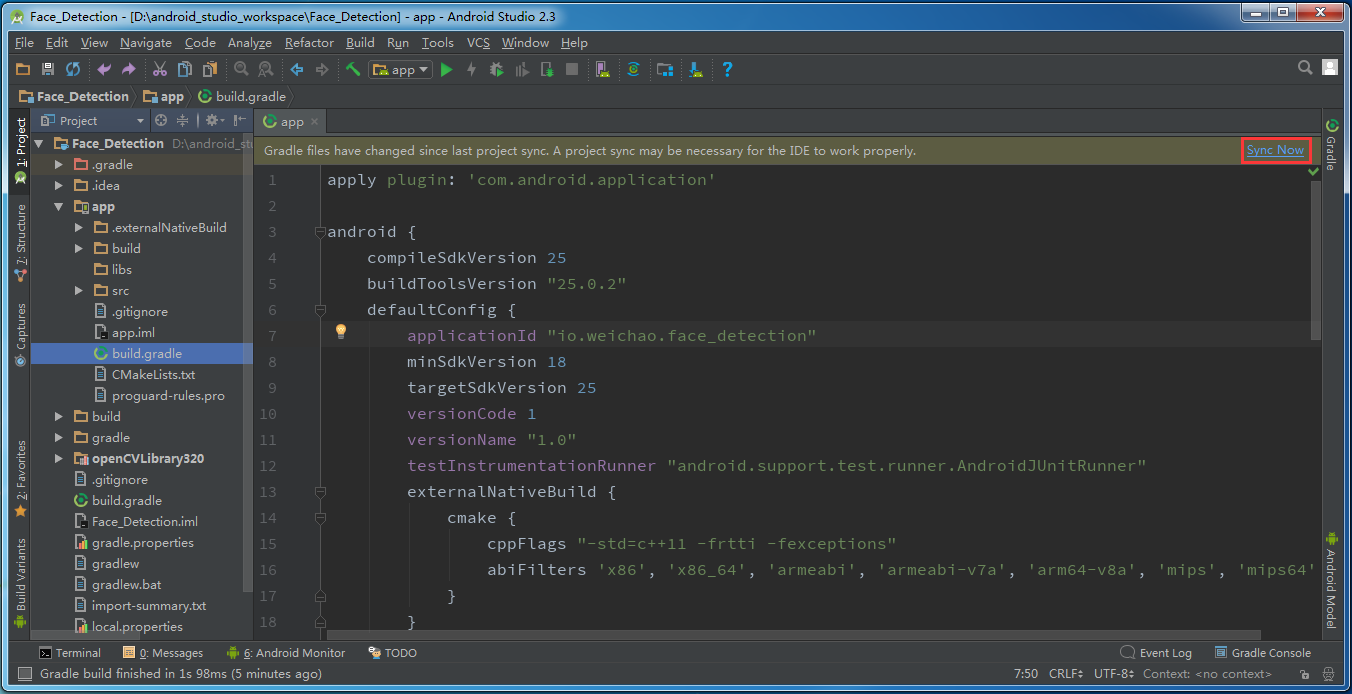 Face_Detection - [D:\android_studio_workspace\Face_Detection] - app - Android Studio 2.3
File Edit View Navigate Code Analyze Refactor Build Run Tools VCS Window Help
app
Face_Detection app build.gradle
1: Project
7: Structure
Captures
2: Favorites
Build Variants
Project
Face_Detection D:\android_st
.gradle
.idea
app
.externalNativeBuild
build
libs
src
.gitignore
app.iml
build.gradle
CMakeLists.txt
proguard-rules.pro
build
gradle
openCVLibrary320
.gitignore
build.gradle
Face_Detection.iml
gradle.properties
gradlew
gradlew.bat
import-summary.txt
local.properties
app
Gradle files have changed since last project sync. A project sync may be necessary for the IDE to work properly. Sync Now
1 apply plugin: 'com.android.application'
2
3 android {
4 compileSdkVersion 25
5 buildToolsVersion "25.0.2"
6 defaultConfig {
7 applicationId "io.weichao.face_detection"
8 minSdkVersion 18
9 targetSdkVersion 25
10 versionCode 1
11 versionName "1.0"
12 testInstrumentationRunner "android.support.test.runner.AndroidJUnitRunner"
13 externalNativeBuild {
14 cmake {
15 cppFlags "-std=c++11 -frtti -fexceptions"
16 abiFilters 'x86', 'x86_64', 'armeabi', 'armeabi-v7a', 'arm64-v8a', 'mips', 'mips64'
17 }
18 }
Gradle
Android Model
Terminal 0: Messages 6: Android Monitor TODO Event Log Gradle Console
Gradle build finished in 1s 98ms (5 minutes ago) 7:50 CRLF UTF-8 Context: <no context>